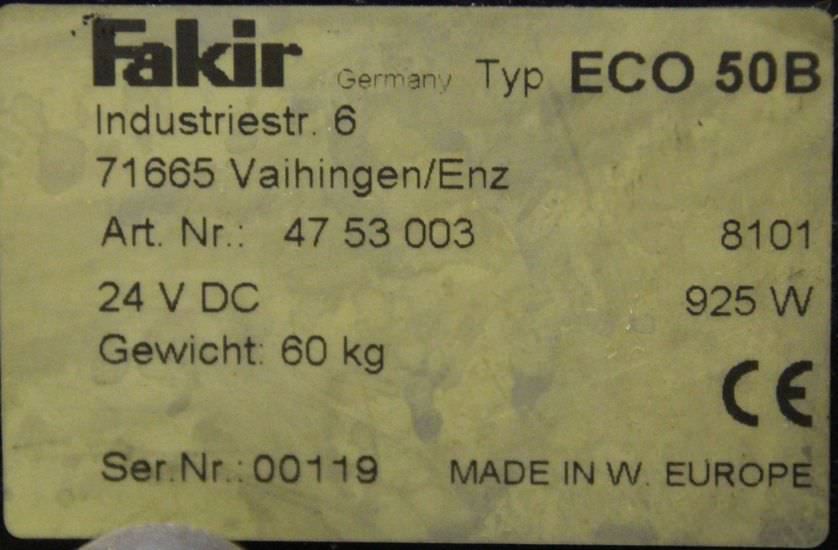 Fakir Germany Typ ECO 50B
Industriestr. 6
71665 Vaihingen/Enz
Art. Nr.: 47 53 003 8101
24 V DC 925 W
Gewicht: 60 kg
CE
Ser.Nr.: 00119 MADE IN W. EUROPE